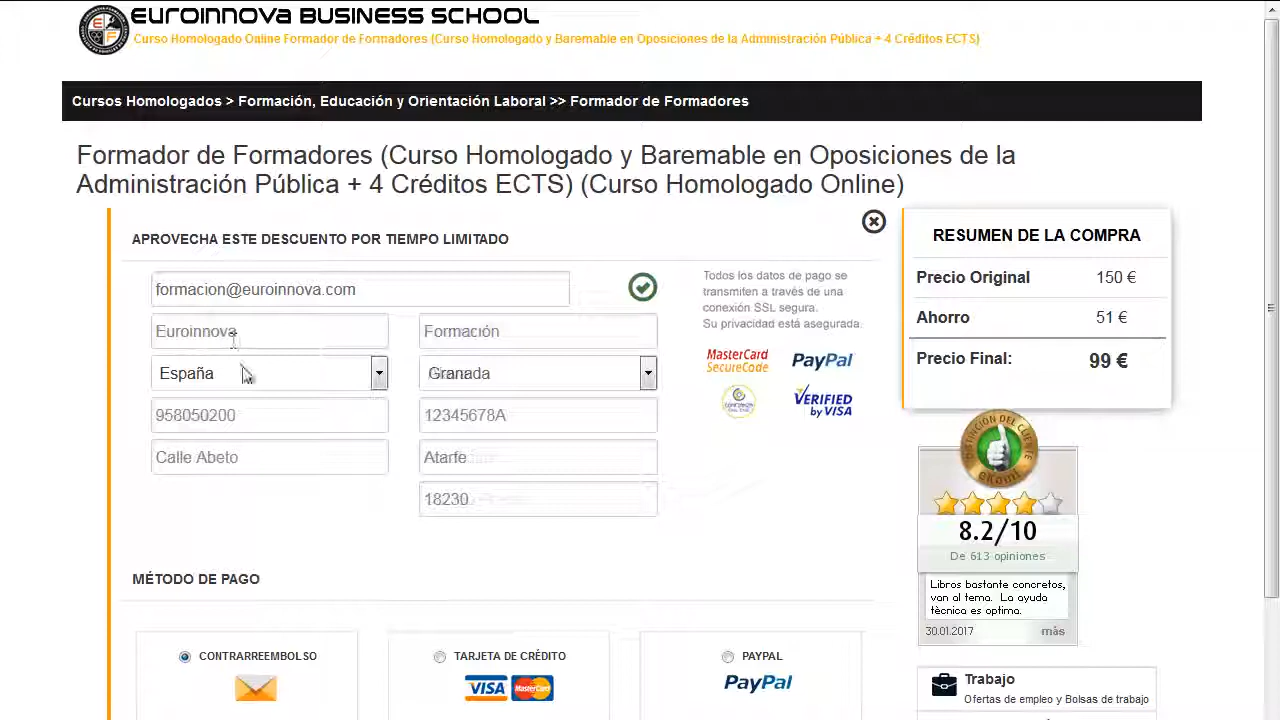 EUROINNOVA BUSINESS SCHOOL
Curso Homologado Online Formador de Formadores (Curso Homologado y Baremable en Oposiciones de la Administración Pública + 4 Créditos ECTS)
Cursos Homologados > Formación, Educación y Orientación Laboral >> Formador de Formadores
Formador de Formadores (Curso Homologado y Baremable en Oposiciones de la
Administración Pública + 4 Créditos ECTS) (Curso Homologado Online)
APROVECHA ESTE DESCUENTO POR TIEMPO LIMITADO
formacion@euroinnova.com
Euroinnova
Formación
España
Granada
958050200
12345678A
Calle Abeto
Atarfe
18230
Todos los datos de pago se
transmiten a través de una
conexión SSL segura.
Su privacidad está asegurada.
MasterCard
SecureCode
PayPal
VERIFIED
by VISA
RESUMEN DE LA COMPRA
Precio Original 150 €
Ahorro 51 €
Precio Final: 99 €
DISTINCIÓN DEL CLIENTE
eKomi
8.2/10
De 613 opiniones
Libros bastante concretos,
van al tema. La ayuda
tècnica es optima.
30.01.2017 más
Trabajo
Ofertas de empleo y Bolsas de trabajo
MÉTODO DE PAGO
CONTRARREEMBOLSO
TARJETA DE CRÉDITO
VISA
MasterCard
PAYPAL
PayPal